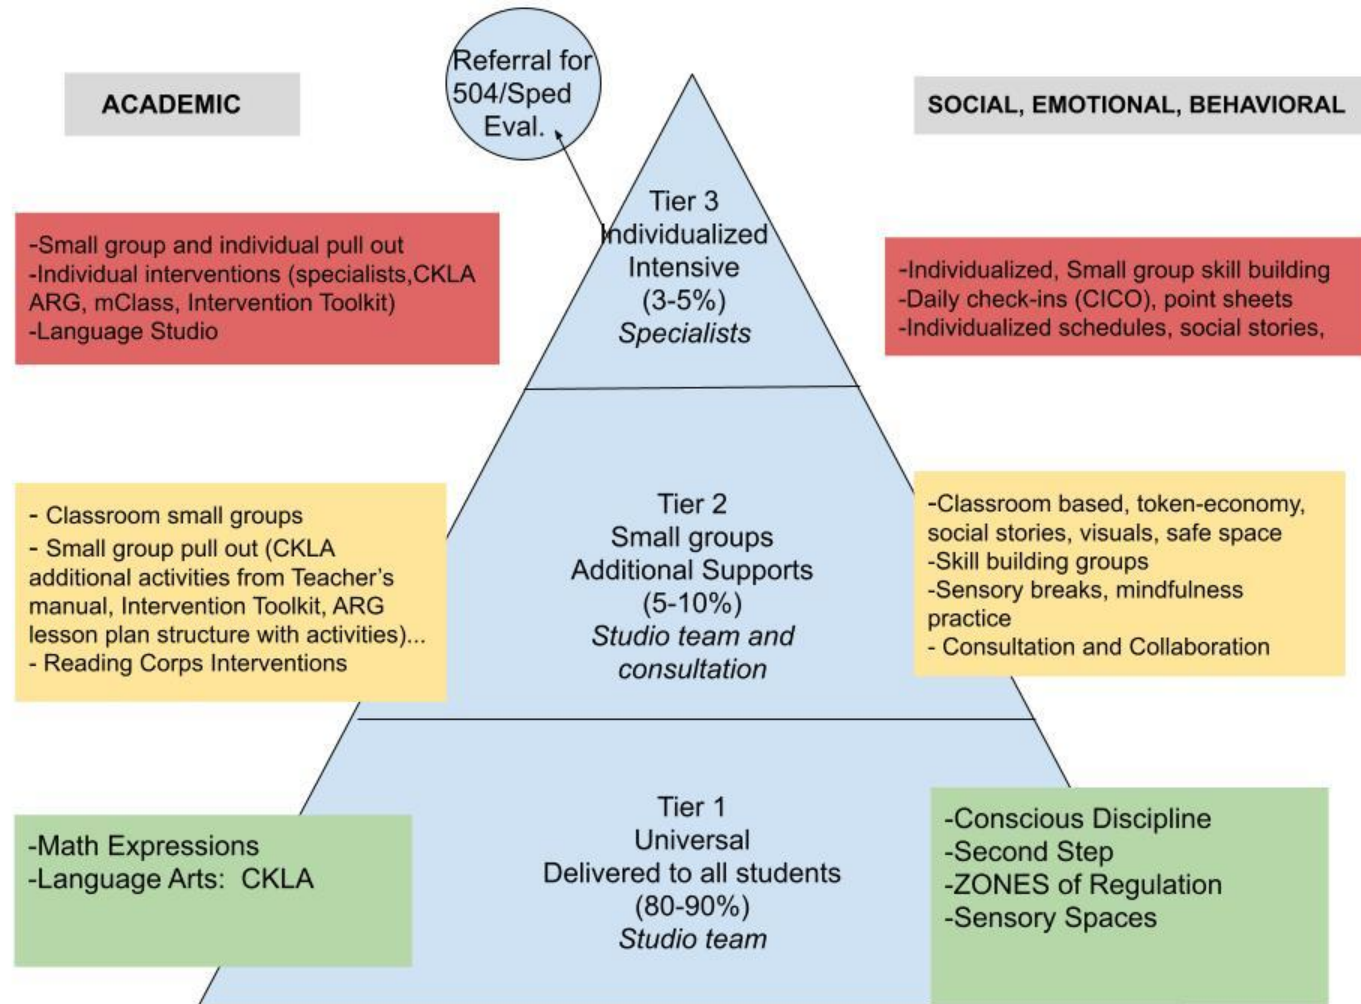 Referral for
504/Sped
Eval.
ACADEMIC
SOCIAL, EMOTIONAL, BEHAVIORAL
-Small group and individual pull out
-Individual interventions (specialists,CKLA
ARG, mClass, Intervention Toolkit)
-Language Studio
Tier 3
Individualized
Intensive
(3-5%)
Specialists
-Individualized, Small group skill building
-Daily check-ins (CICO), point sheets
-Individualized schedules, social stories,
- Classroom small groups
- Small group pull out (CKLA
additional activities from Teacher's
manual, Intervention Toolkit, ARG
lesson plan structure with activities)...
- Reading Corps Interventions
Tier 2
Small groups
Additional Supports
(5-10%)
Studio team and
consultation
-Classroom based, token-economy,
social stories, visuals, safe space
-Skill building groups
-Sensory breaks, mindfulness
practice
- Consultation and Collaboration
-Math Expressions
-Language Arts: CKLA
Tier 1
Universal
Delivered to all students
(80-90%)
Studio team
-Conscious Discipline
-Second Step
-ZONES of Regulation
-Sensory Spaces